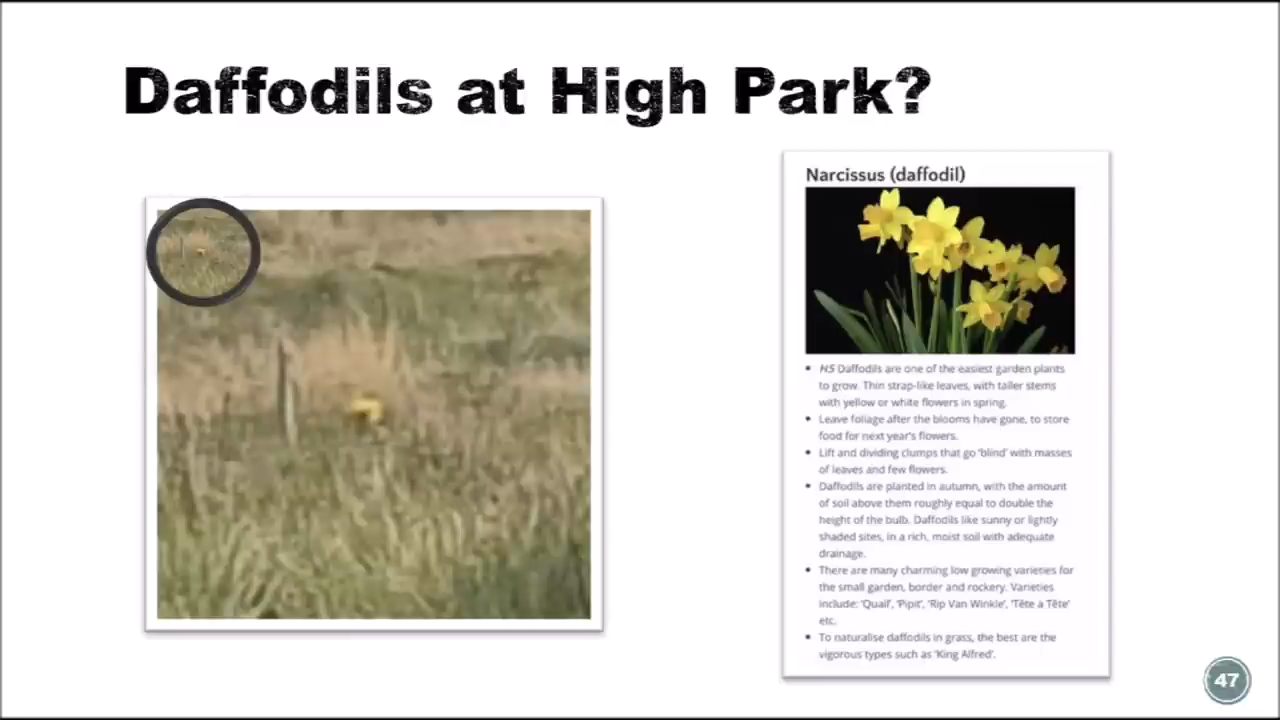 Daffodils at High Park?
Narcissus (daffodil)
• H5 Daffodils are one of the easiest garden plants
to grow. Thin strap-like leaves, with taller stems
with yellow or white flowers in spring.
• Leave foliage after the blooms have gone, to store
food for next year's flowers.
• Lift and dividing clumps that go 'blind' with masses
of leaves and few flowers.
• Daffodils are planted in autumn, with the amount
of soil above them roughly equal to double the
height of the bulb. Daffodils like sunny or lightly
shaded sites, in a rich, moist soil with adequate
drainage.
• There are many charming low growing varieties for
the small garden, border and rockery. Varieties
include: 'Quail', 'Pipit', 'Rip Van Winkle', 'Tête a Tête'
etc.
• To naturalise daffodils in grass, the best are the
vigorous types such as 'King Alfred'.
47